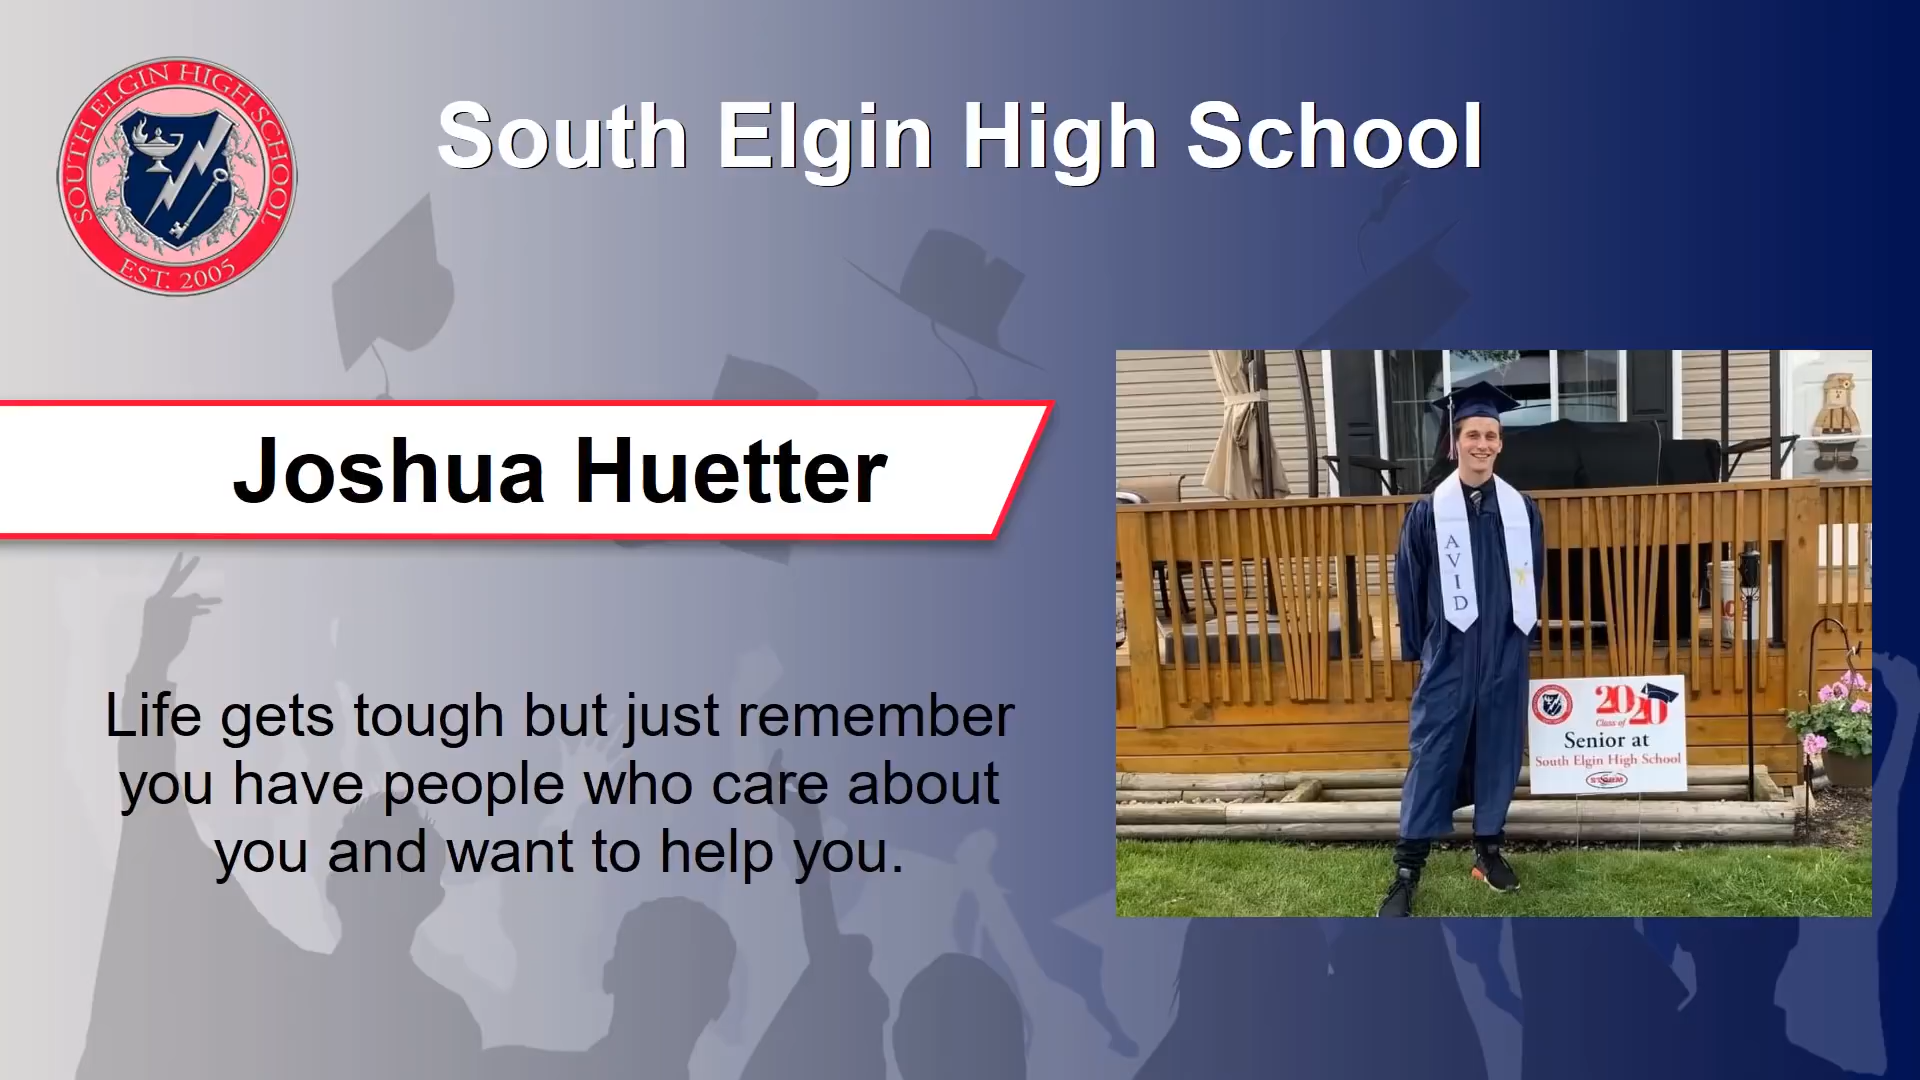 SOUTH ELGIN HIGH SCHOOL
EST. 2005
South Elgin High School
Joshua Huetter
Life gets tough but just remember
you have people who care about
you and want to help you.
A
V
I
D
2020
Class of
Senior at
South Elgin High School
STORM